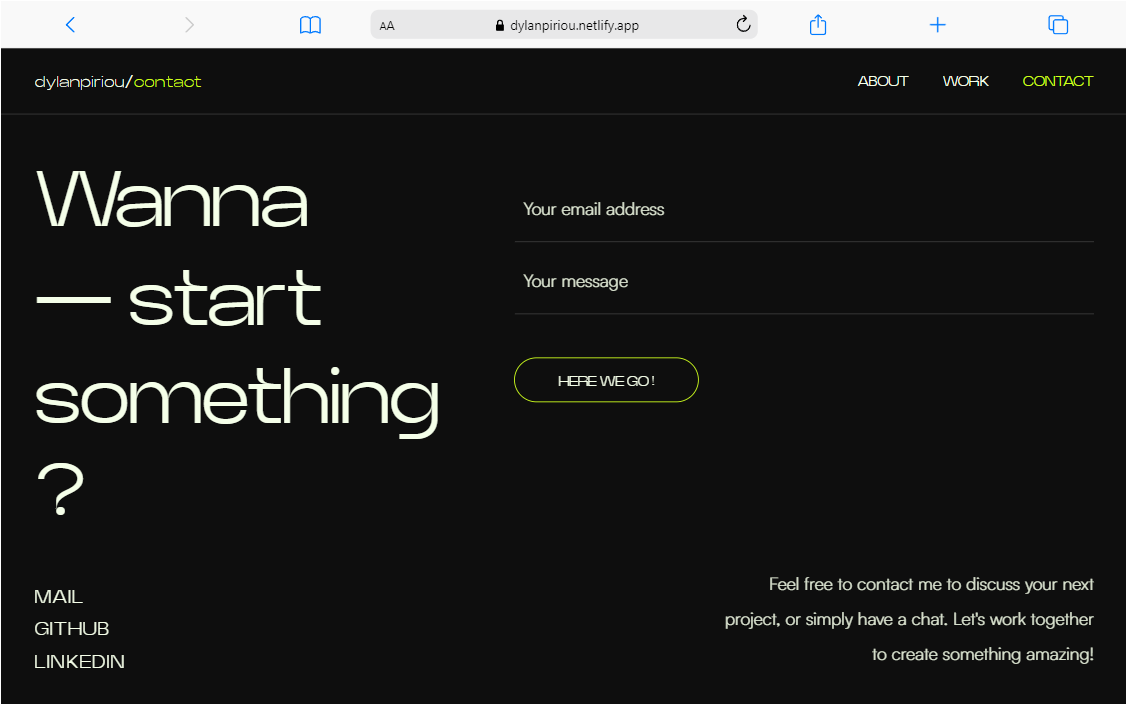 AA
dylanpiriou.netlify.app
dylanpiriou/contact
ABOUT WORK CONTACT
Wanna
— start
something
?
Your email address
Your message
HERE WE GO !
MAIL
GITHUB
LINKEDIN
Feel free to contact me to discuss your next
project, or simply have a chat. Let's work together
to create something amazing!